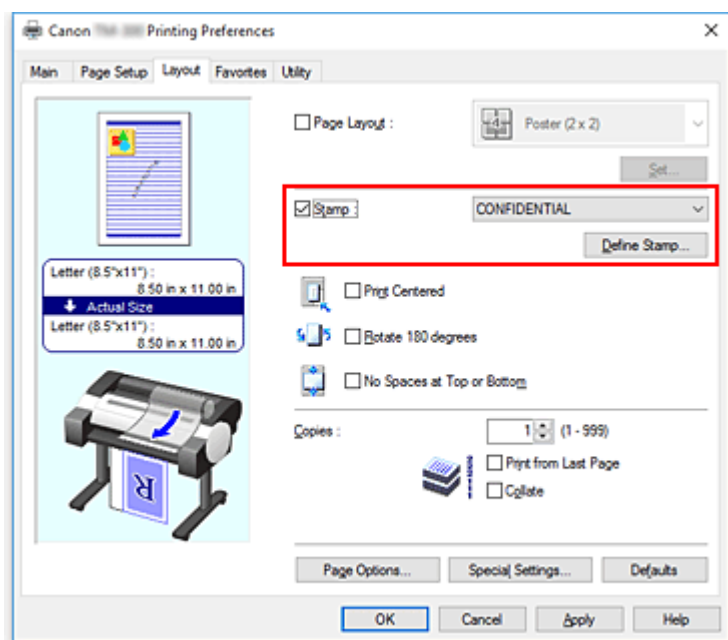 Canon Printing Preferences
Main Page Setup Layout Favorites Utility
Page Layout : Poster (2 x 2)
Set...
Stamp : CONFIDENTIAL
Define Stamp...
Letter (8.5"x11") :
8.50 in x 11.00 in
Actual Size
Letter (8.5"x11") :
8.50 in x 11.00 in
Print Centered
Rotate 180 degrees
No Spaces at Top or Bottom
Copies : 1 (1 - 999)
Print from Last Page
Collate
R
Page Options... Special Settings... Defaults
OK Cancel Apply Help